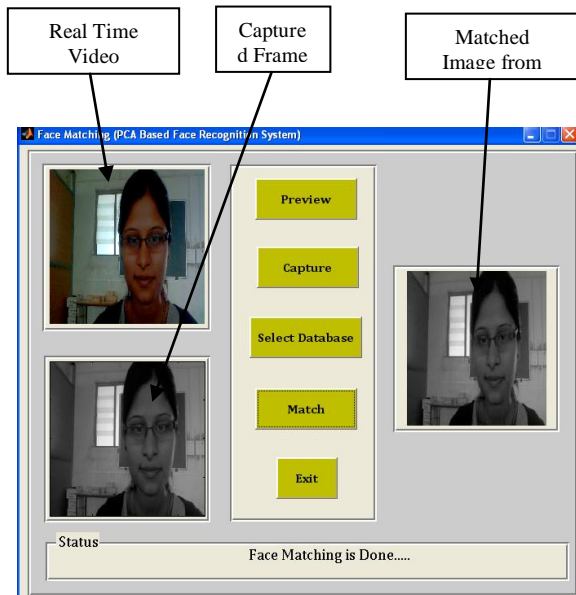 Real Time
Video
Capture
d Frame
Matched
Image from
Face Matching (PCA Based Face Recognition System)
Preview
Capture
Select Database
Match
Exit
Status
Face Matching is Done.....